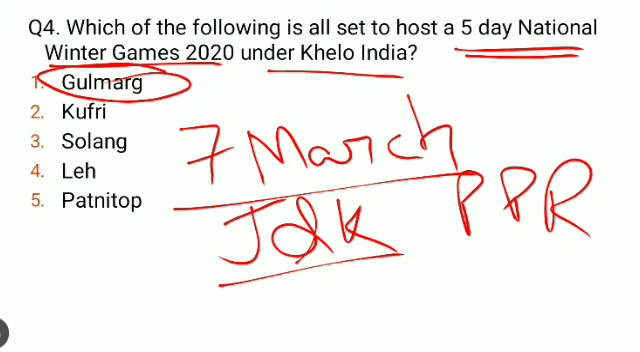 Q4. Which of the following is all set to host a 5 day National
Winter Games 2020 under Khelo India?
1. Gulmarg
2. Kufri
3. Solang
4. Leh
5. Patnitop
7 March
J&K
PPR